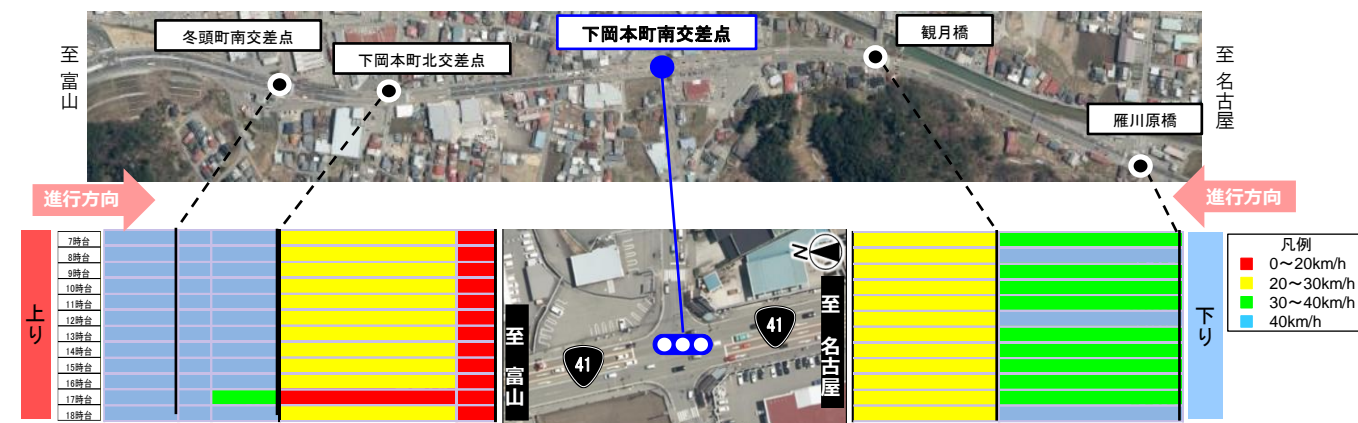 冬頭町南交差点
下岡本町北交差点
下岡本町南交差点
観月橋
雁川原橋
至 富山
至 名古屋
進行方向
進行方向
上り
7時台
8時台
9時台
10時台
11時台
12時台
13時台
14時台
15時台
16時台
17時台
18時台
至 富山
41
41
N
至 名古屋
下り
凡例
0～20km/h
20～30km/h
30～40km/h
40km/h